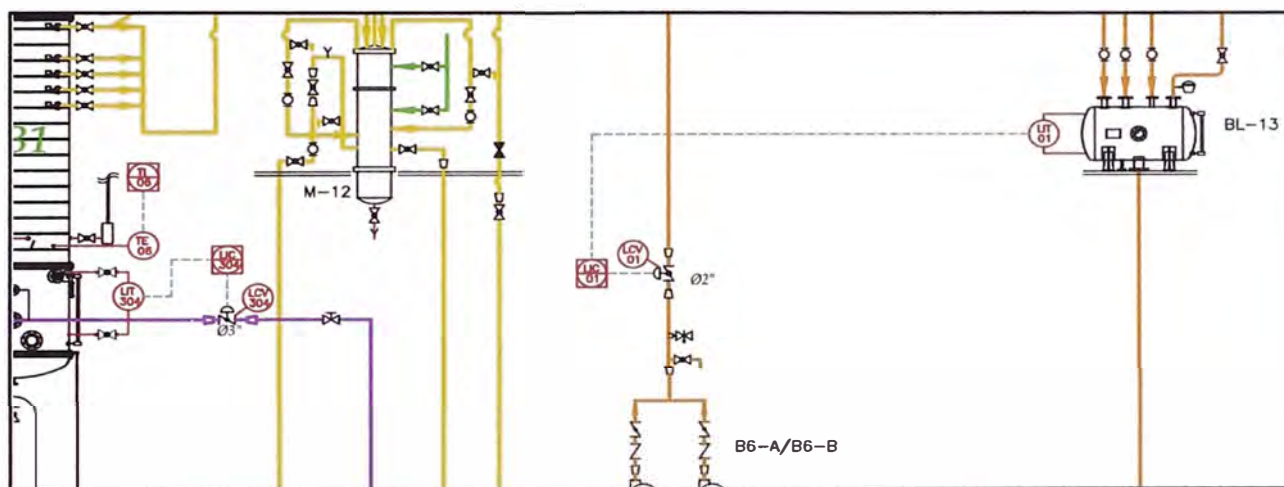 31
TI
06
TE
06
LIT
304
LIC
304
LCV
304
Ø3"
M-12
Y
Y
LIC
01
LCV
01
Ø2"
B6-A/B6-B
LIT
01
BL-13